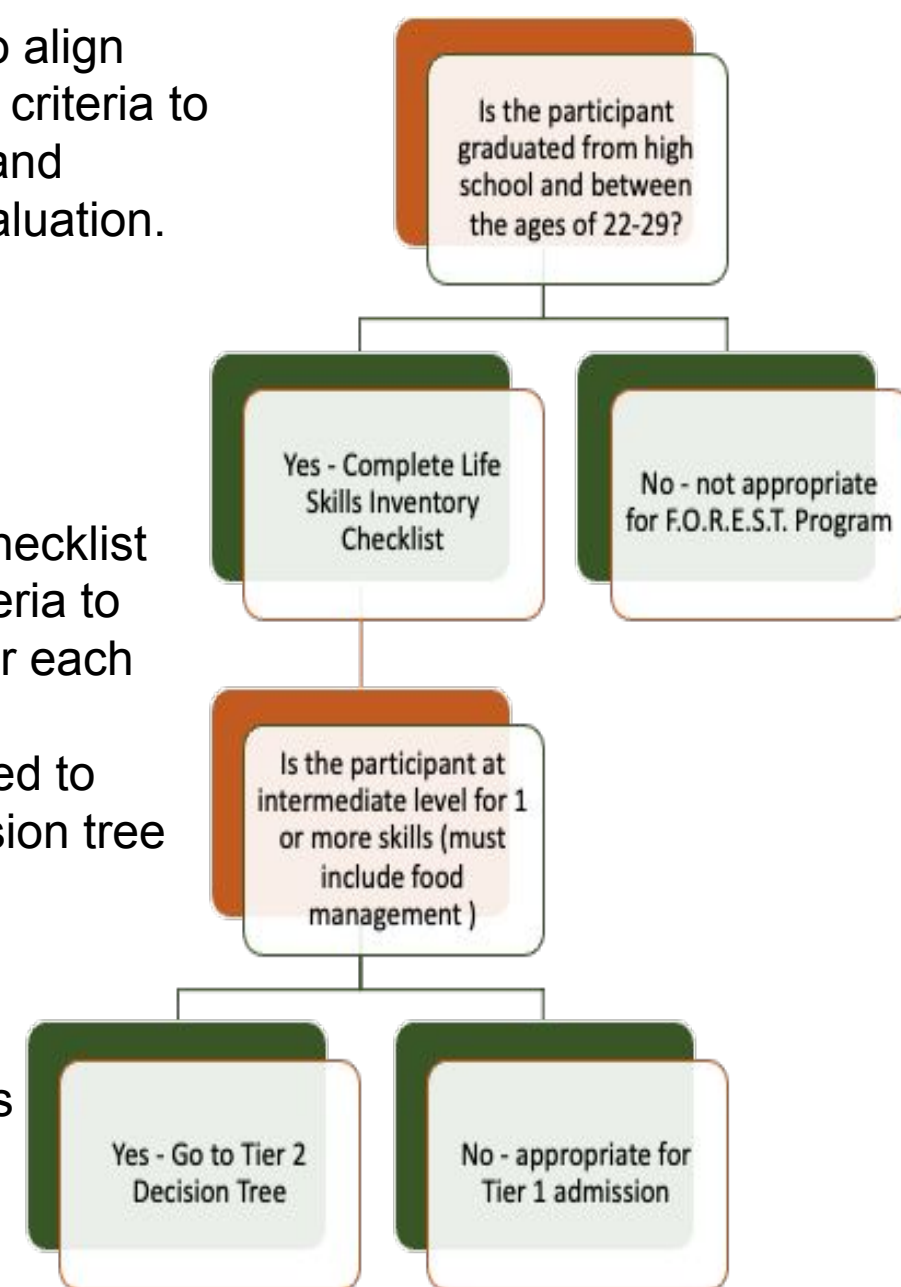 o align
criteria to
and
aluation.
hecklist
eria to
r each
ed to
sion tree
s
Is the participant
graduated from high
school and between
the ages of 22-29?
Yes - Complete Life
Skills Inventory
Checklist
No - not appropriate
for F.O.R.E.S.T. Program
Is the participant at
intermediate level for 1
or more skills (must
include food
management )
Yes - Go to Tier 2
Decision Tree
No - appropriate for
Tier 1 admission